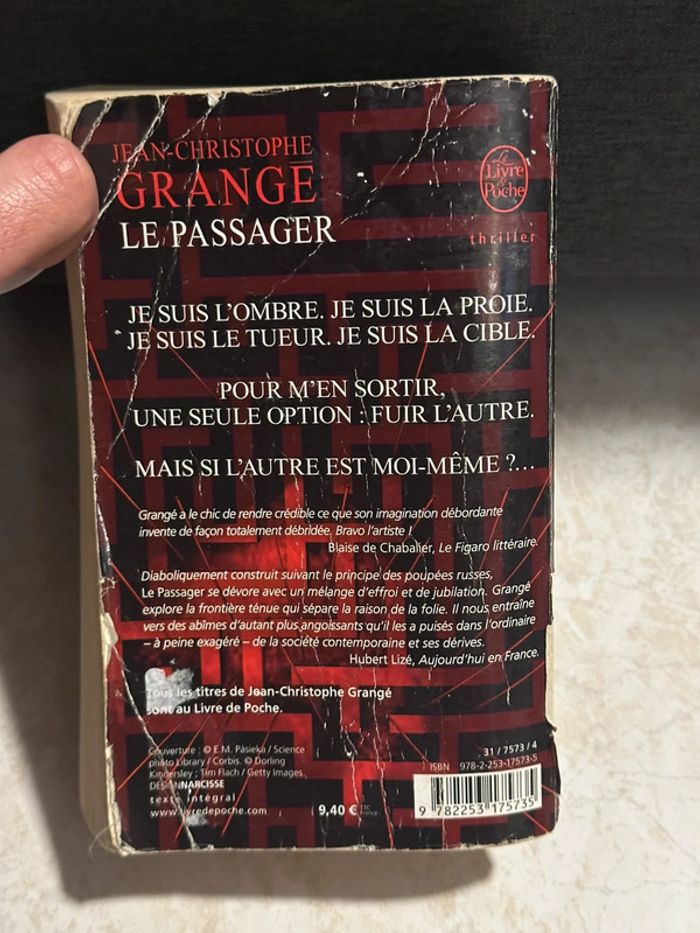 JEAN-CHRISTOPHE
GRANGÉ
LE PASSAGER
Le
Livre
de
Poche
thriller
JE SUIS L'OMBRE. JE SUIS LA PROIE.
JE SUIS LE TUEUR. JE SUIS LA CIBLE.
POUR M'EN SORTIR,
UNE SEULE OPTION : FUIR L'AUTRE.
MAIS SI L'AUTRE EST MOI-MÊME ?...
Grangé a le chic de rendre crédible ce que son imagination débordante
invente de façon totalement débridée. Bravo l'artiste !
Blaise de Chabalier, Le Figaro littéraire.
Diaboliquement construit suivant le principe des poupées russes,
Le Passager se dévore avec un mélange d'effroi et de jubilation. Grangé
explore la frontière ténue qui sépare la raison de la folie. Il nous entraîne
vers des abîmes d'autant plus angoissants qu'il les a puisés dans l'ordinaire
– à peine exagéré – de la société contemporaine et ses dérives.
Hubert Lizé, Aujourd'hui en France.
Tous les titres de Jean-Christophe Grangé
sont au Livre de Poche.
Couverture : © E.M. Pasieka / Science
photo Library / Corbis. © Dorling
Kindersley ; Tim Flach / Getty Images.
DESIGN NARCISSE
texte intégral
www.livredepoche.com
9,40 € TTC
France
31 / 7573 / 4
ISBN 978-2-253-17573-5
9 782253 175735